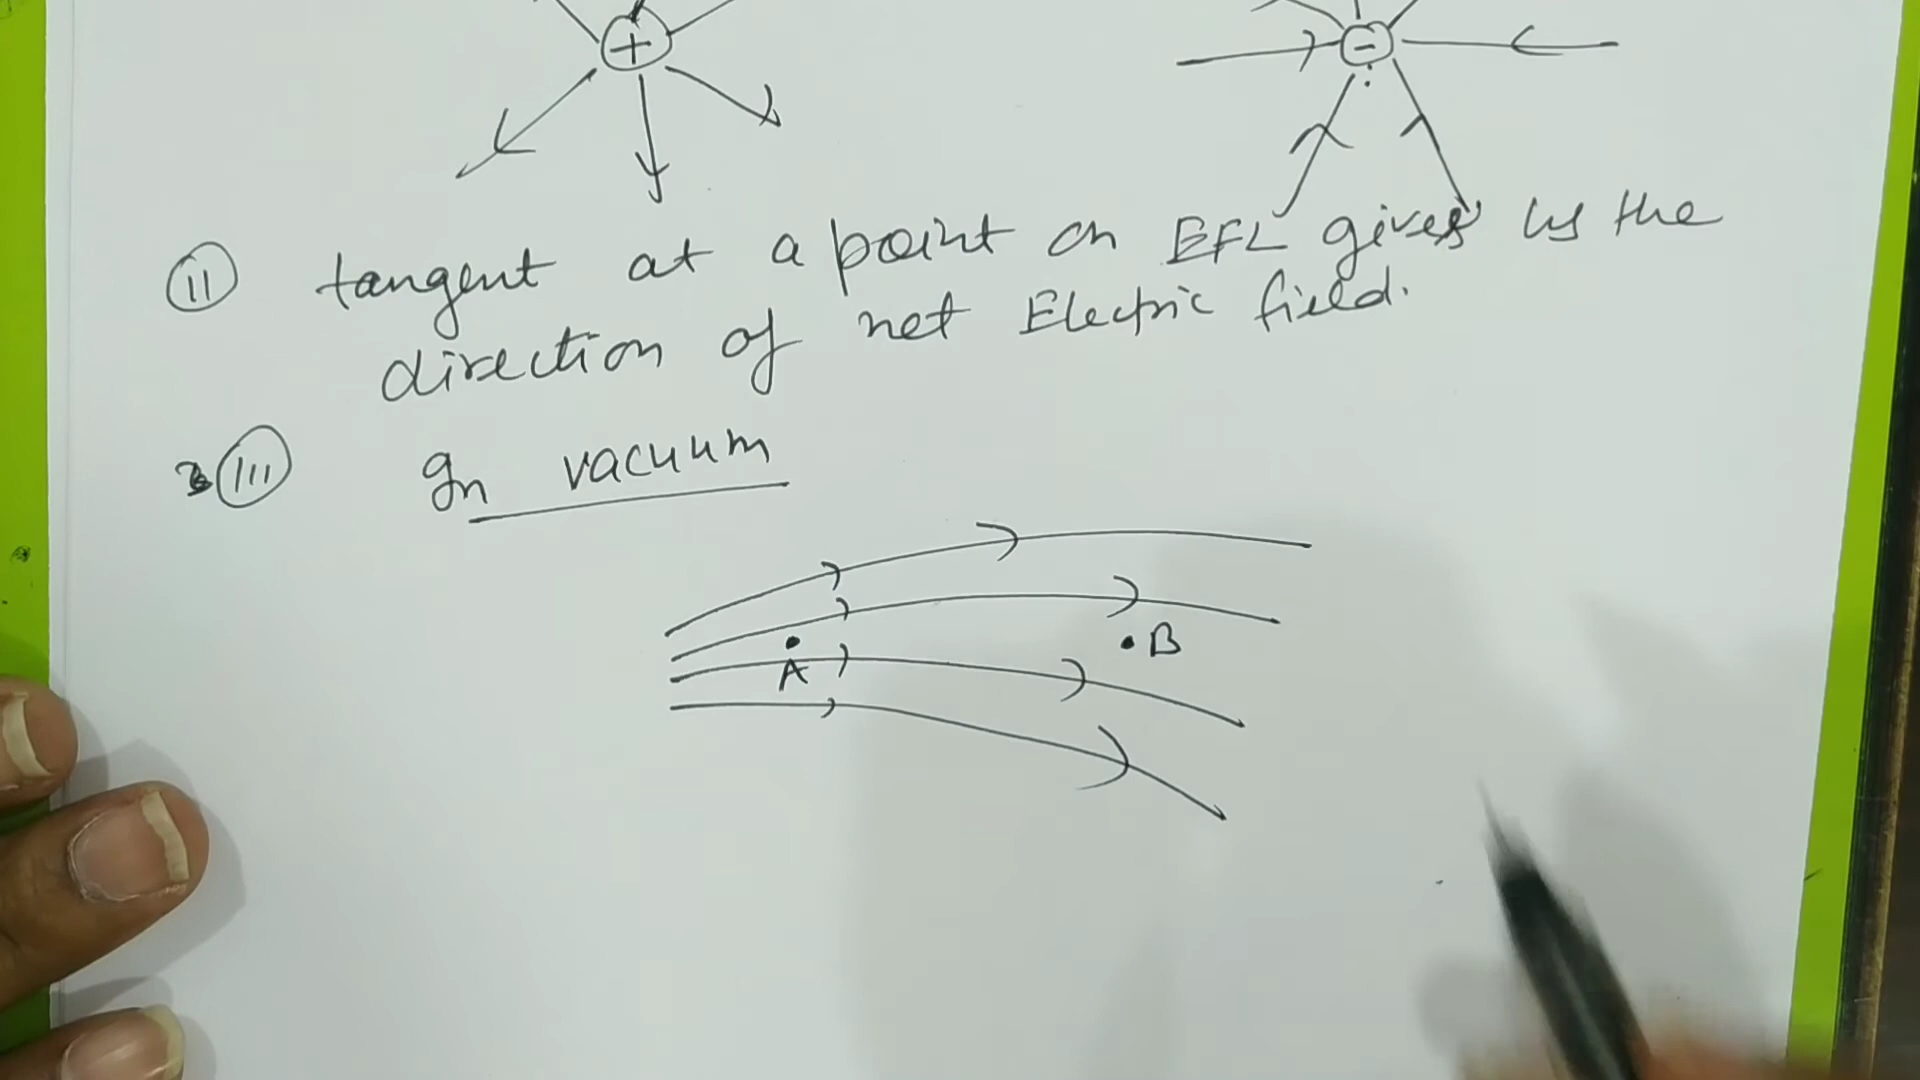 +
-
(II) tangent at a point on EFL gives us the
direction of net Electric field.
(III) In vacuum
A
B